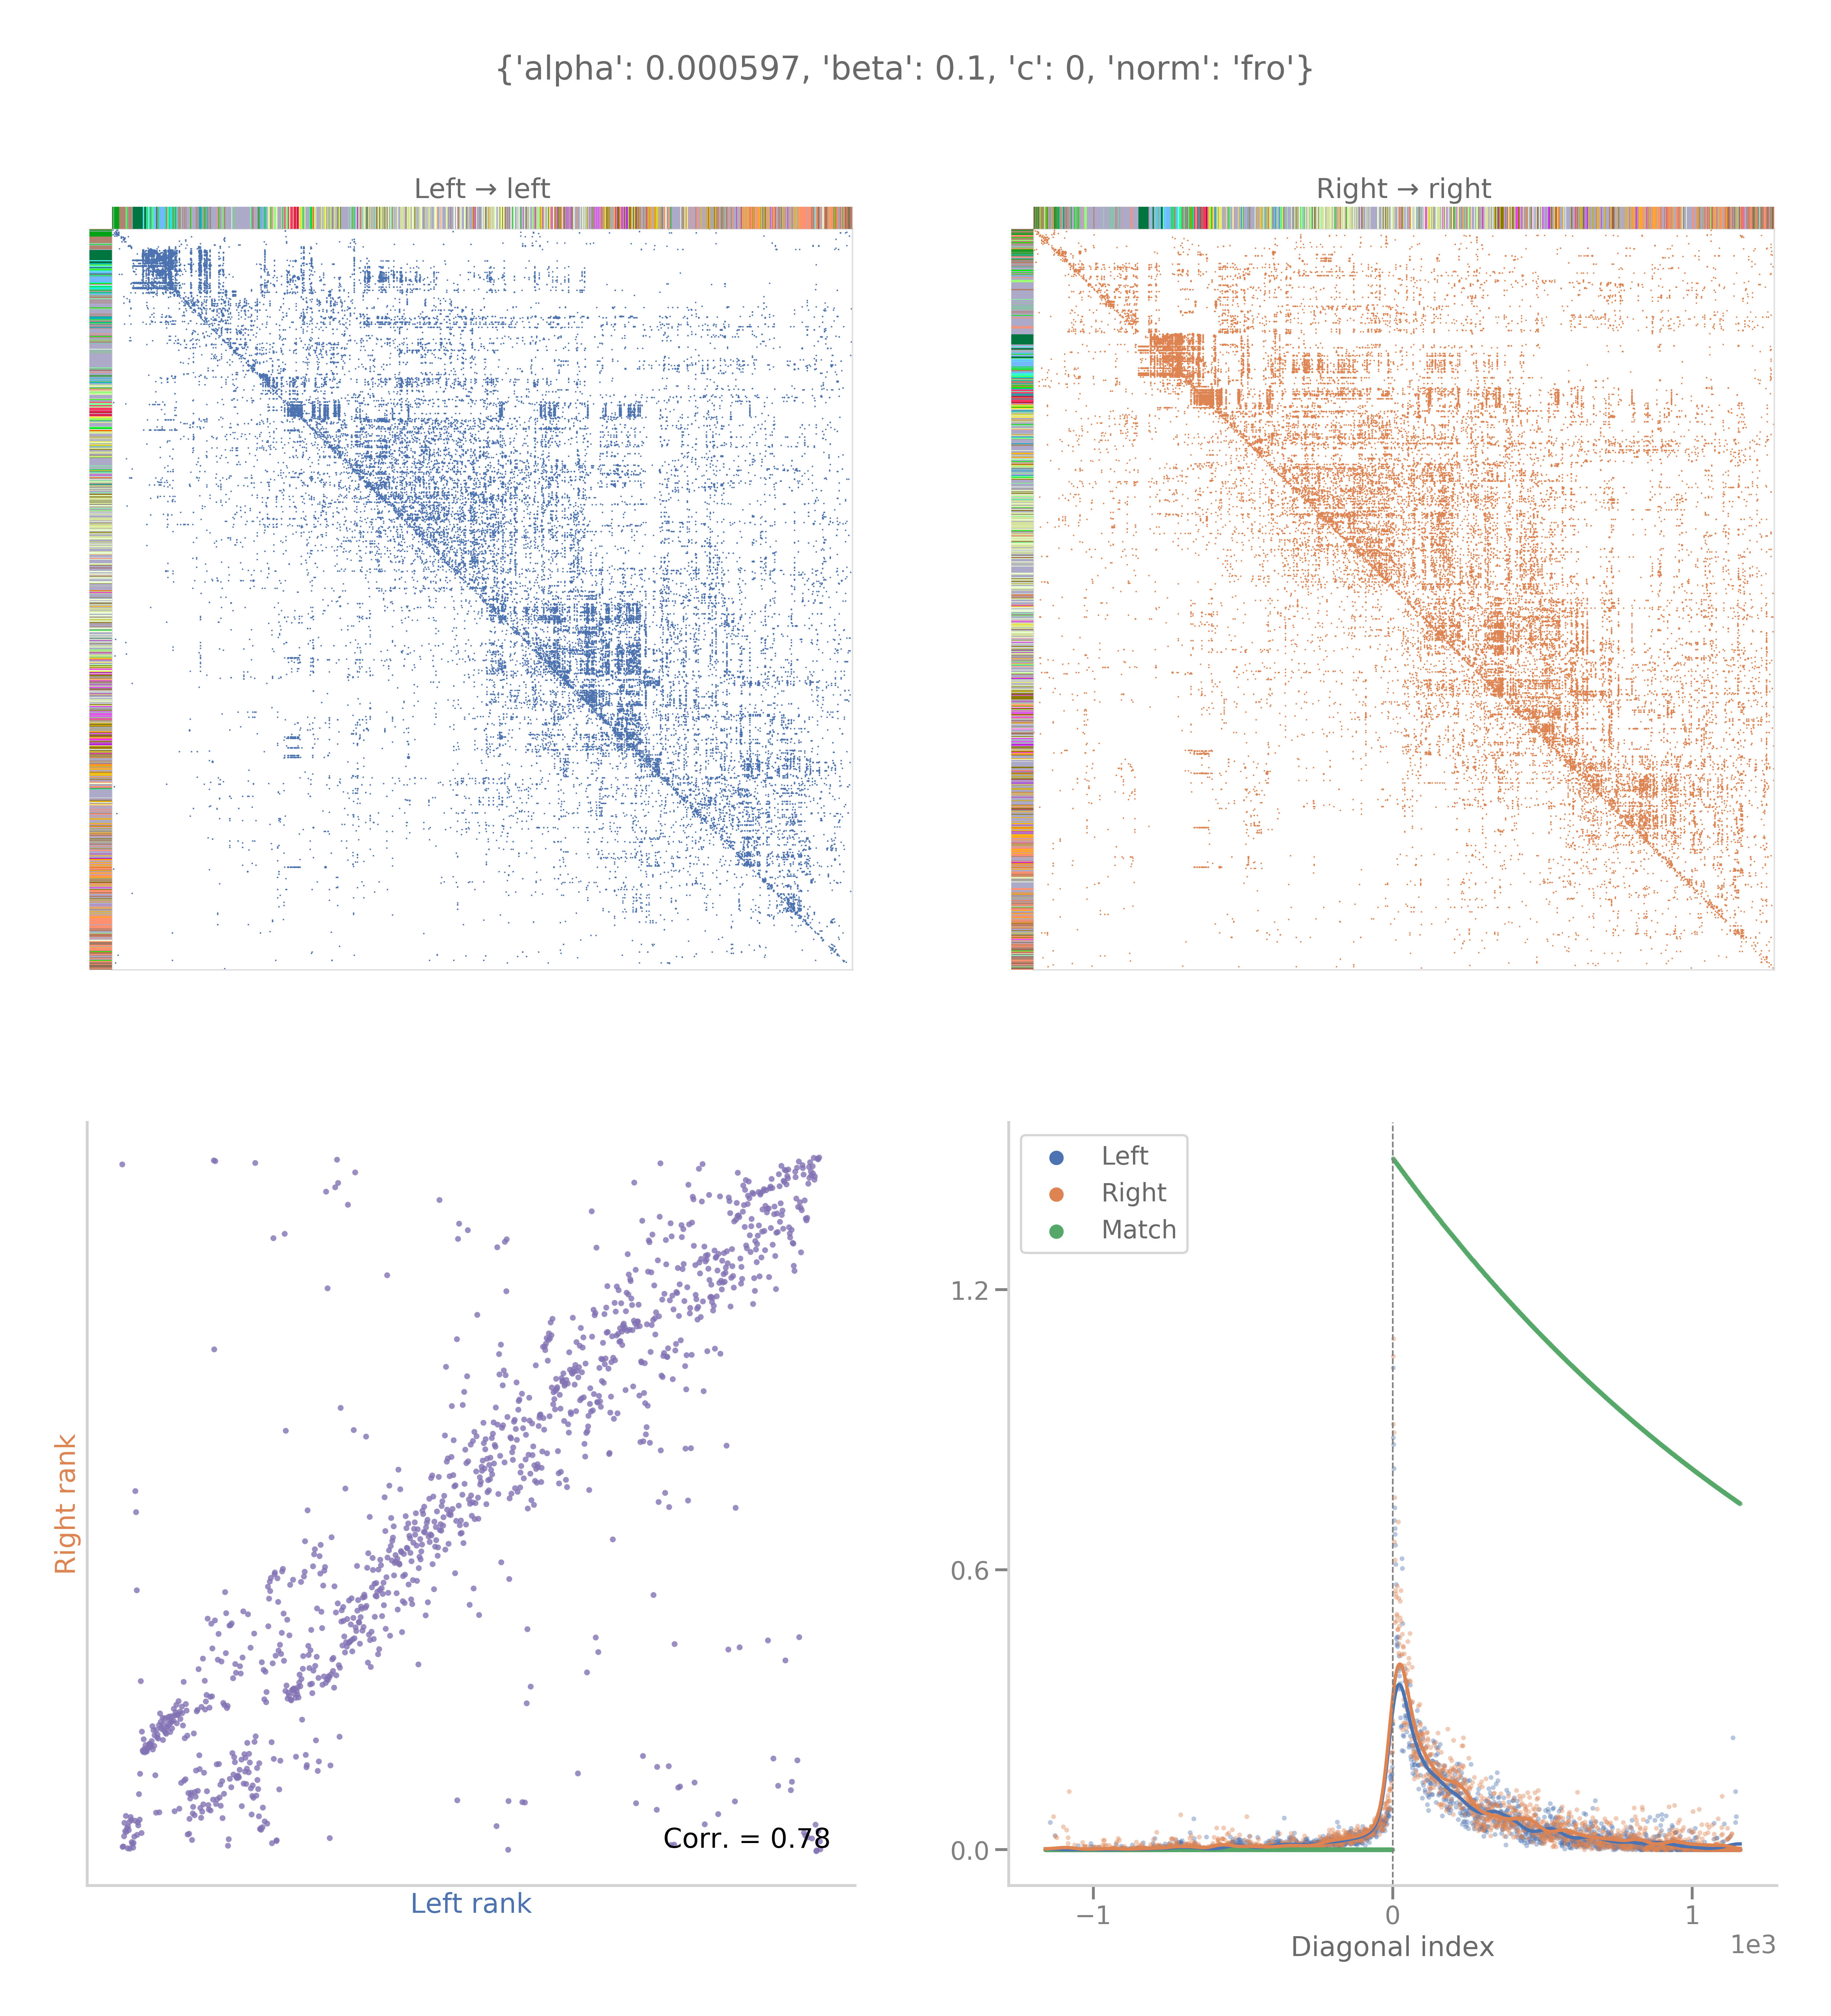 {'alpha': 0.000597, 'beta': 0.1, 'c': 0, 'norm': 'fro'}
Left → left
Right → right
Right rank
Corr. = 0.78
Left rank
Left
Right
Match
1.2
0.6
0.0
−1
0
1
Diagonal index
1e3